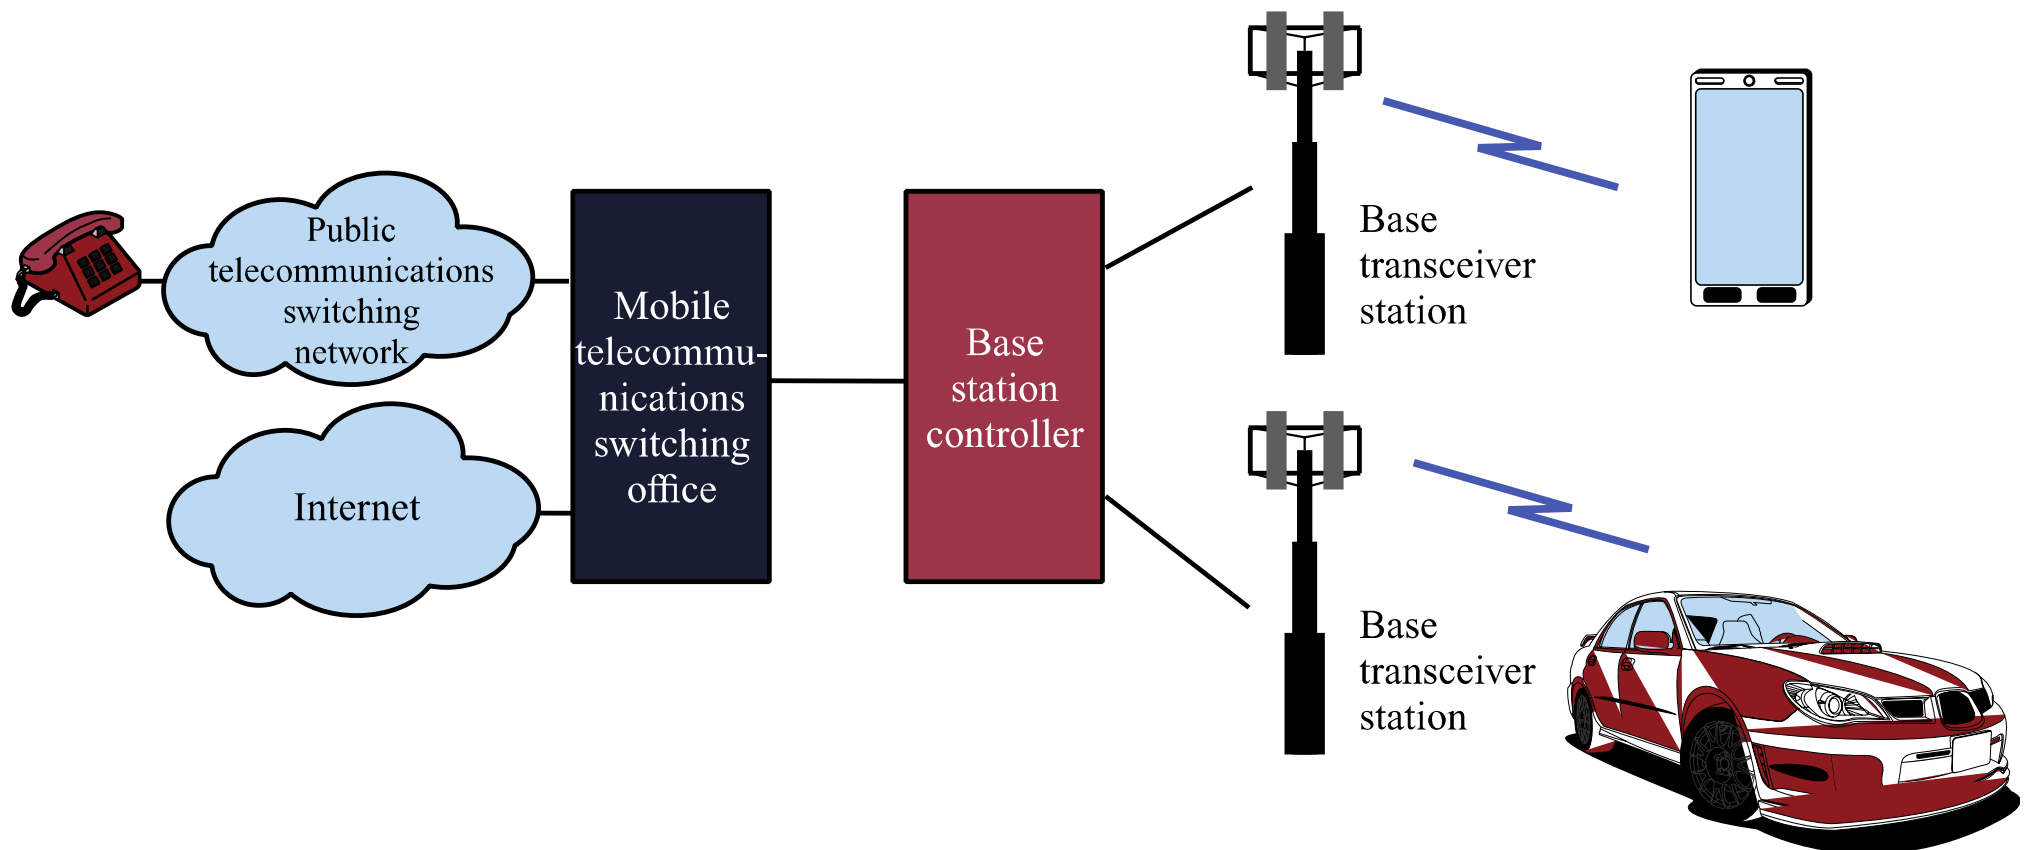 Public
telecommunications
switching
network
Internet
Mobile
telecommu-
nications
switching
office
Base
station
controller
Base
transceiver
station
Base
transceiver
station